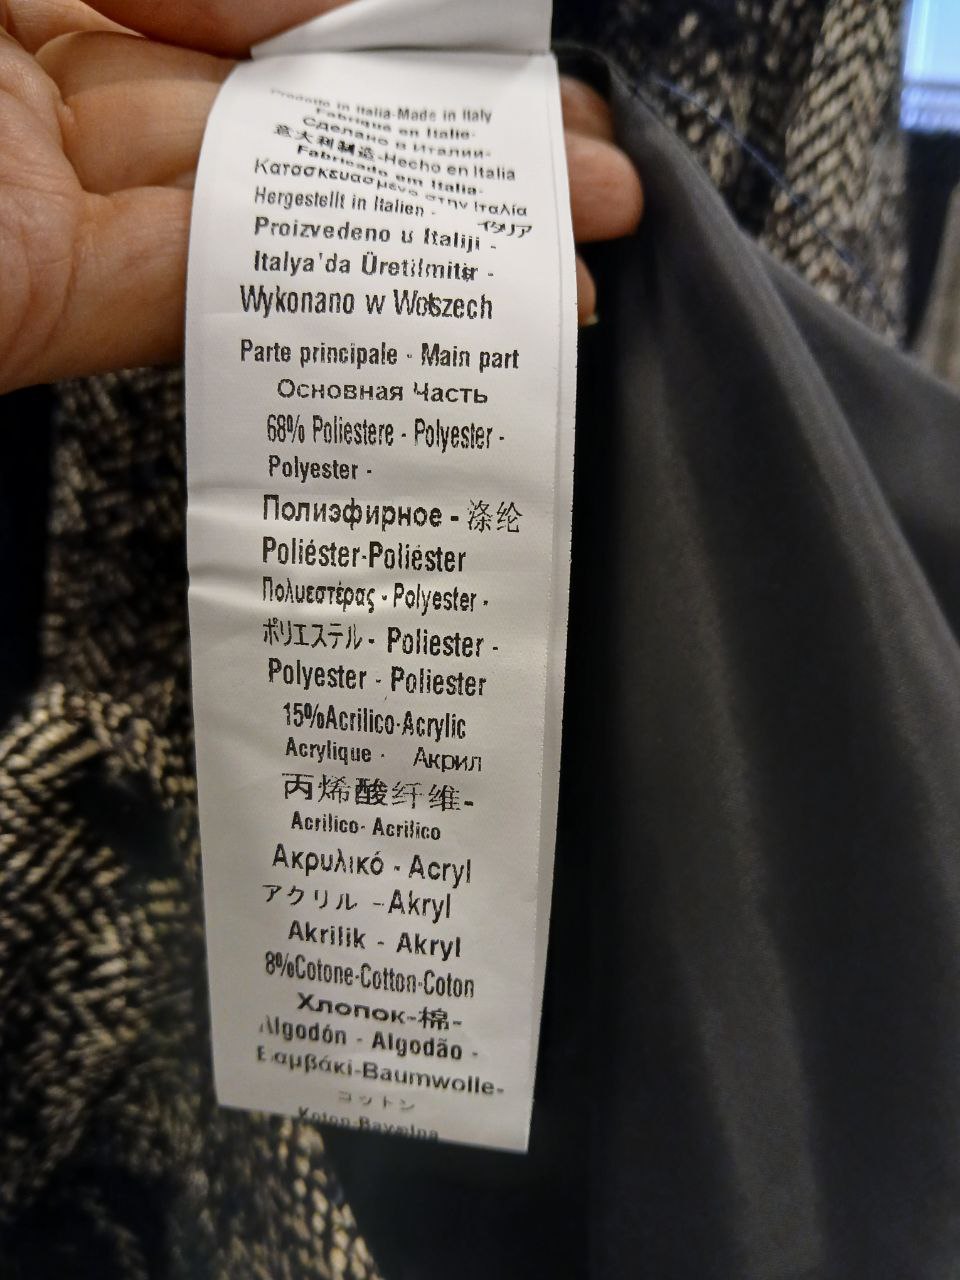 Prodotto in Italia-Made in Italy
Fabriqué en Italie-
Сделано в Италии-
意大利制造-Hecho en Italia
Fabricado em Italia-
Κατασκευασμένο στην Ιταλία
Hergestellt in Italien - イタリア
Proizvedeno u Italiji -
Italya'da Üretilmitir -
Wykonano w Woszech
Parte principale - Main part
Основная Часть
68% Poliestere - Polyester -
Polyester -
Полиэфирное - 涤纶
Poliéster-Poliéster
Πολυεστέρας - Polyester -
ポリエステル - Poliester -
Polyester - Poliester
15%Acrilico-Acrylic
Acrylique - Акрил
丙烯酸纤维-
Acrilico- Acrilico
Ακρυλικό - Acryl
アクリル -Akryl
Akrilik - Akryl
8%Cotone-Cotton-Coton
Хлопок-棉-
Algodón - Algodão -
Βαμβάκι-Baumwolle-
コットン
Koton Bawelna